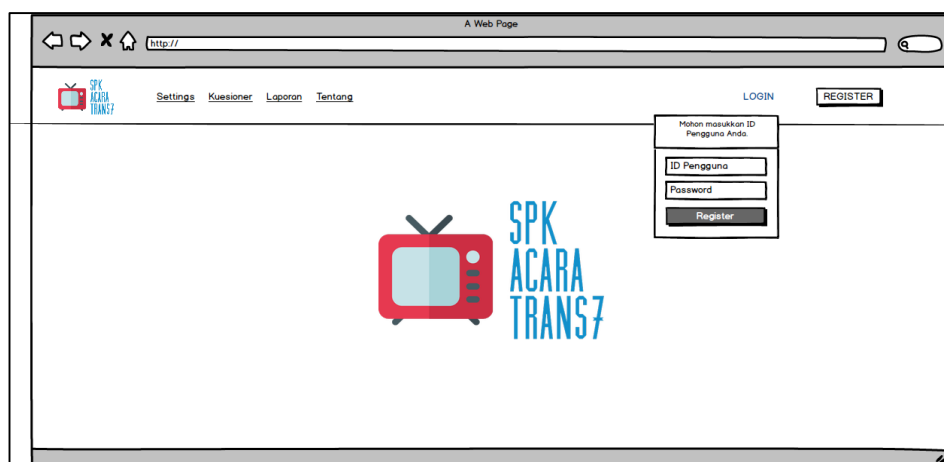 A Web Page
http://
SPK
ACARA
TRANS7
Settings Kuesioner Laporan Tentang LOGIN REGISTER
Mohon masukkan ID
Pengguna Anda.
ID Pengguna
Password
Register
SPK
ACARA
TRANS7